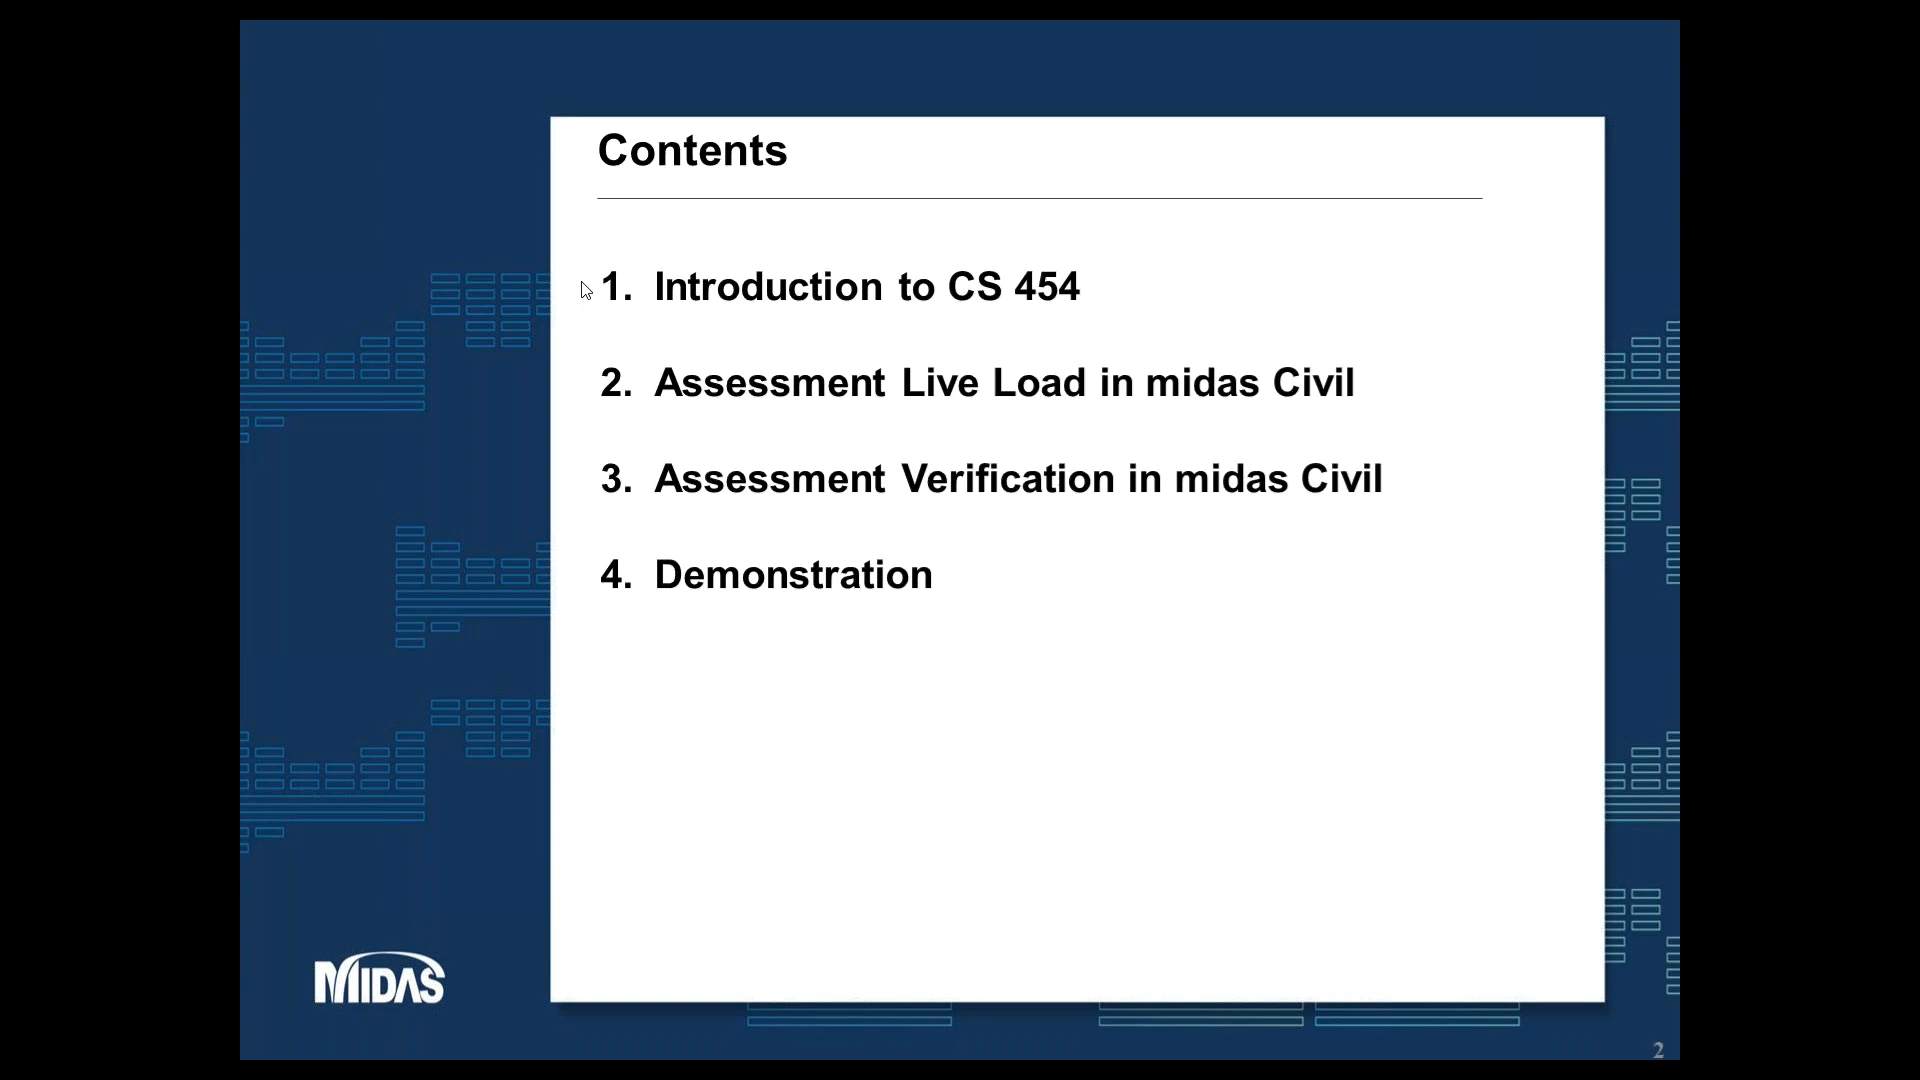 Contents
1. Introduction to CS 454
2. Assessment Live Load in midas Civil
3. Assessment Verification in midas Civil
4. Demonstration
MIDAS
2